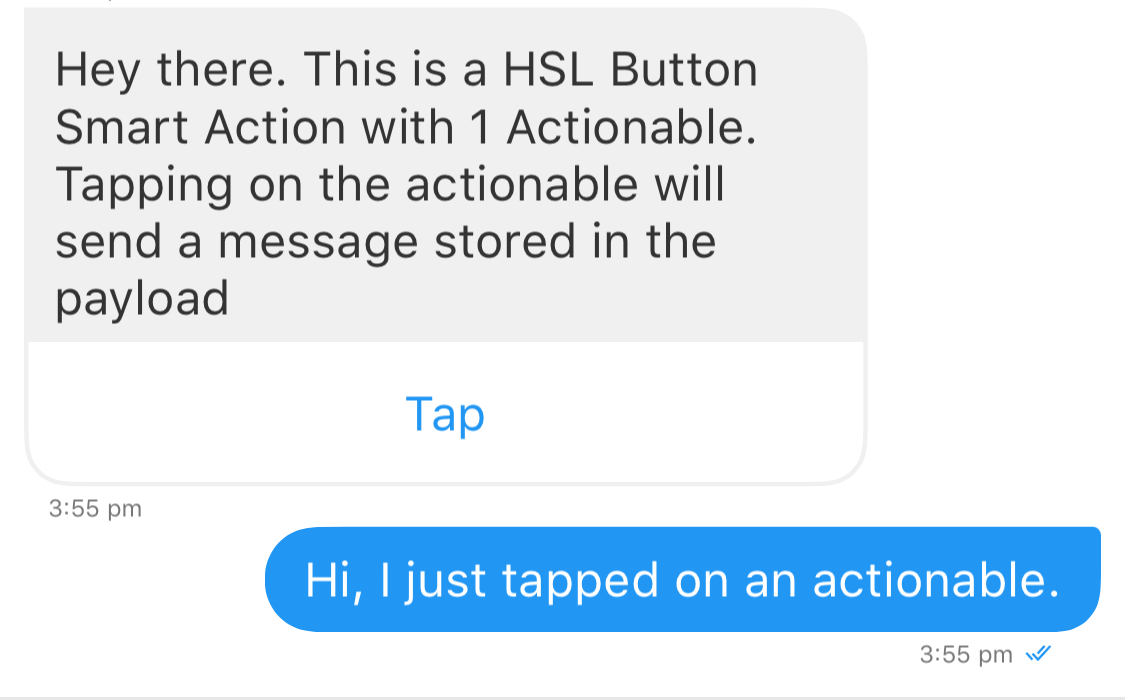 Hey there. This is a HSL Button
Smart Action with 1 Actionable.
Tapping on the actionable will
send a message stored in the
payload
Tap
3:55 pm
Hi, I just tapped on an actionable.
3:55 pm